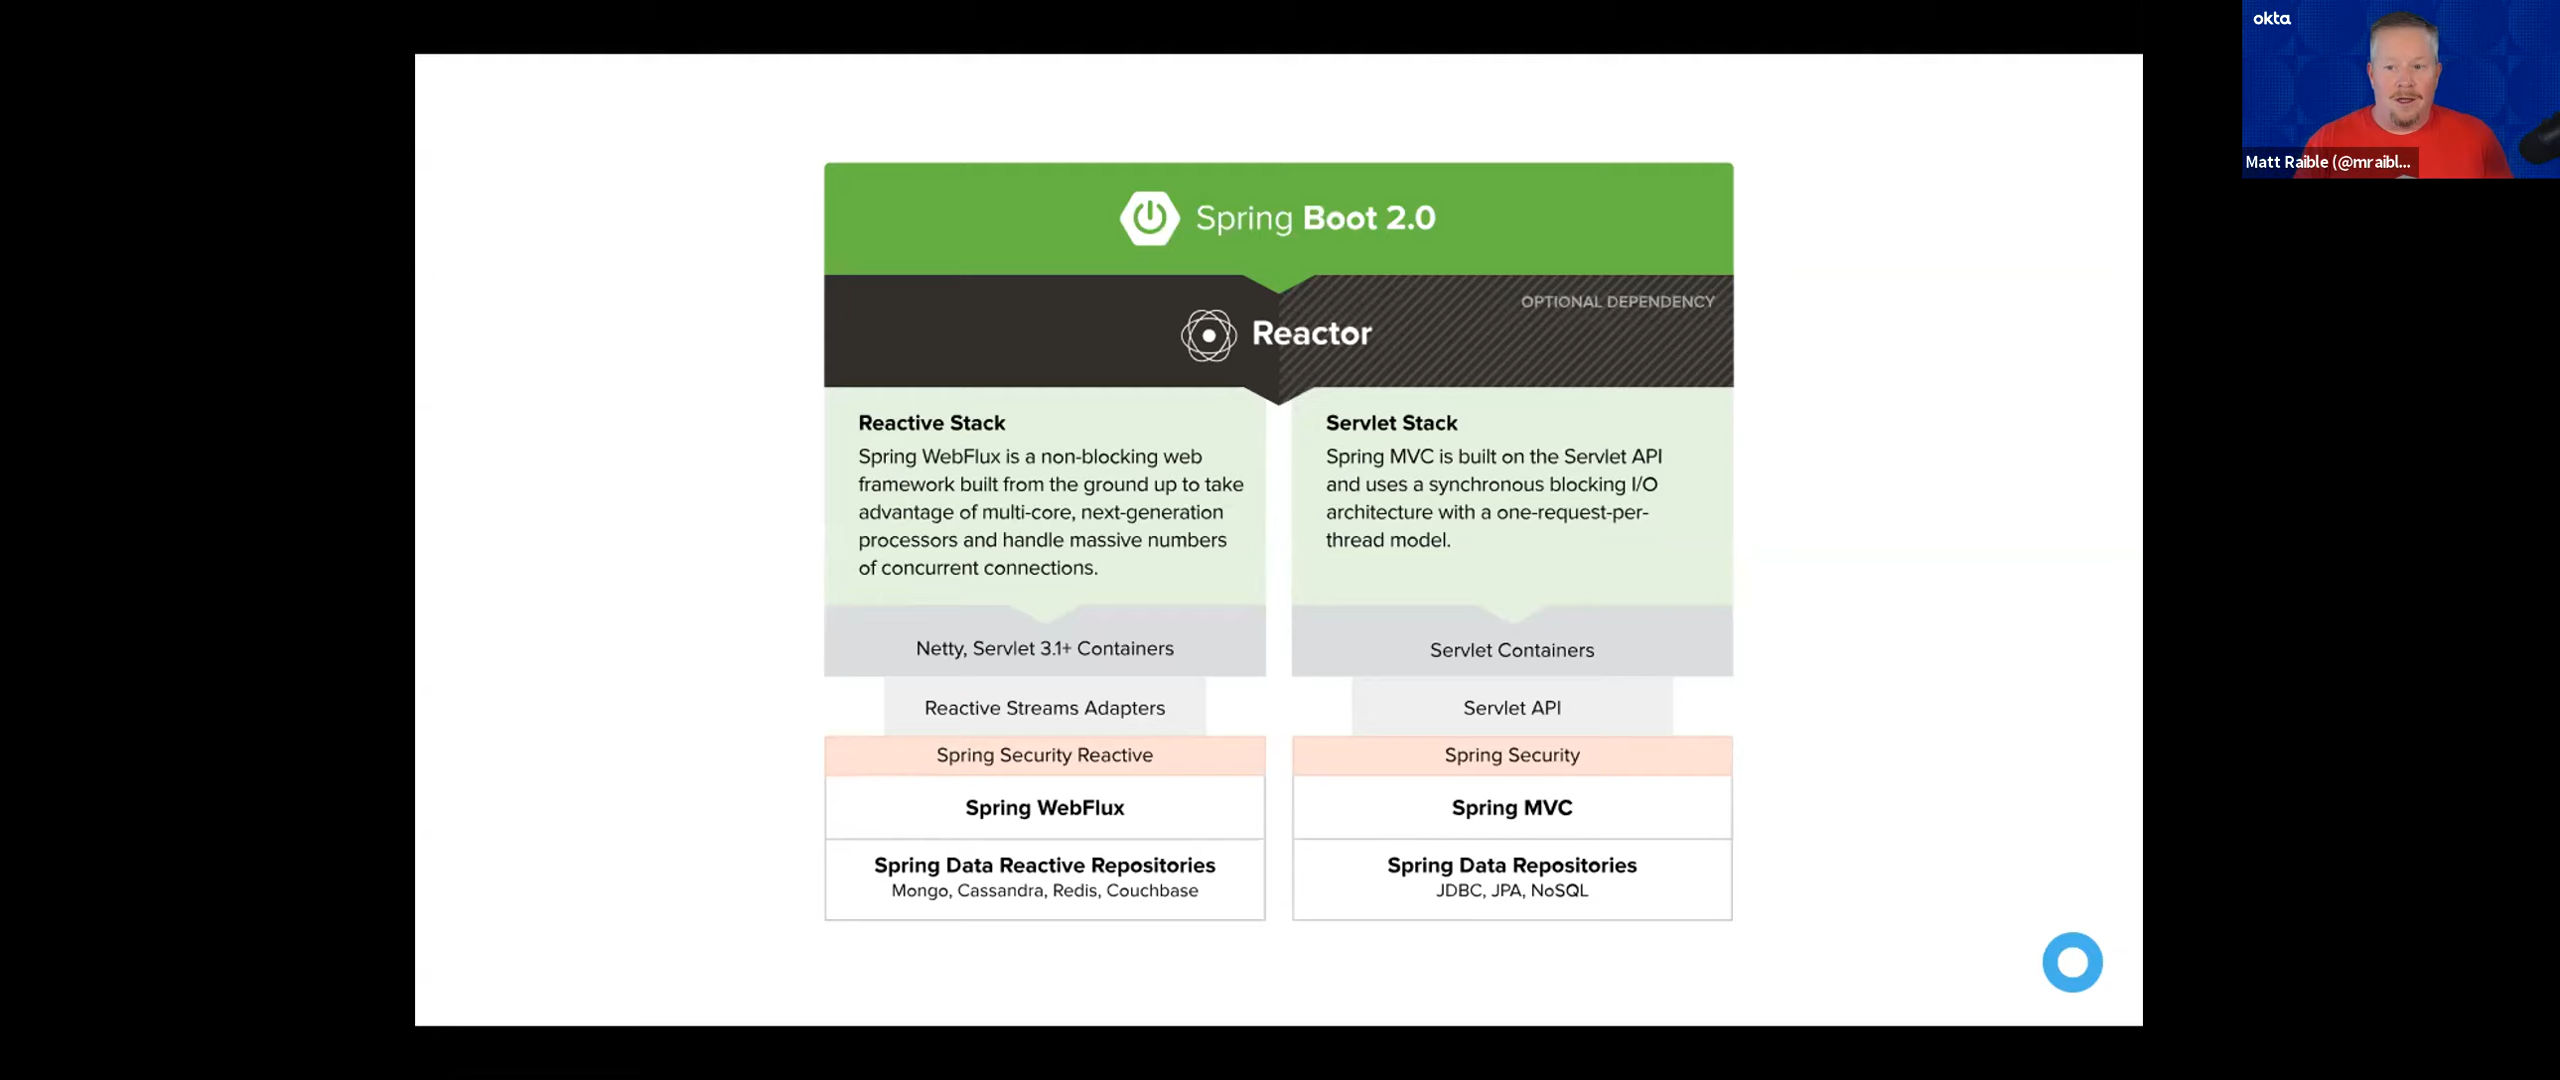 okta
Matt Raible (@mraibl...
Spring Boot 2.0
OPTIONAL DEPENDENCY
Reactor
Reactive Stack
Spring WebFlux is a non-blocking web
framework built from the ground up to take
advantage of multi-core, next-generation
processors and handle massive numbers
of concurrent connections.
Netty, Servlet 3.1+ Containers
Reactive Streams Adapters
Spring Security Reactive
Spring WebFlux
Spring Data Reactive Repositories
Mongo, Cassandra, Redis, Couchbase
Servlet Stack
Spring MVC is built on the Servlet API
and uses a synchronous blocking I/O
architecture with a one-request-per-
thread model.
Servlet Containers
Servlet API
Spring Security
Spring MVC
Spring Data Repositories
JDBC, JPA, NoSQL